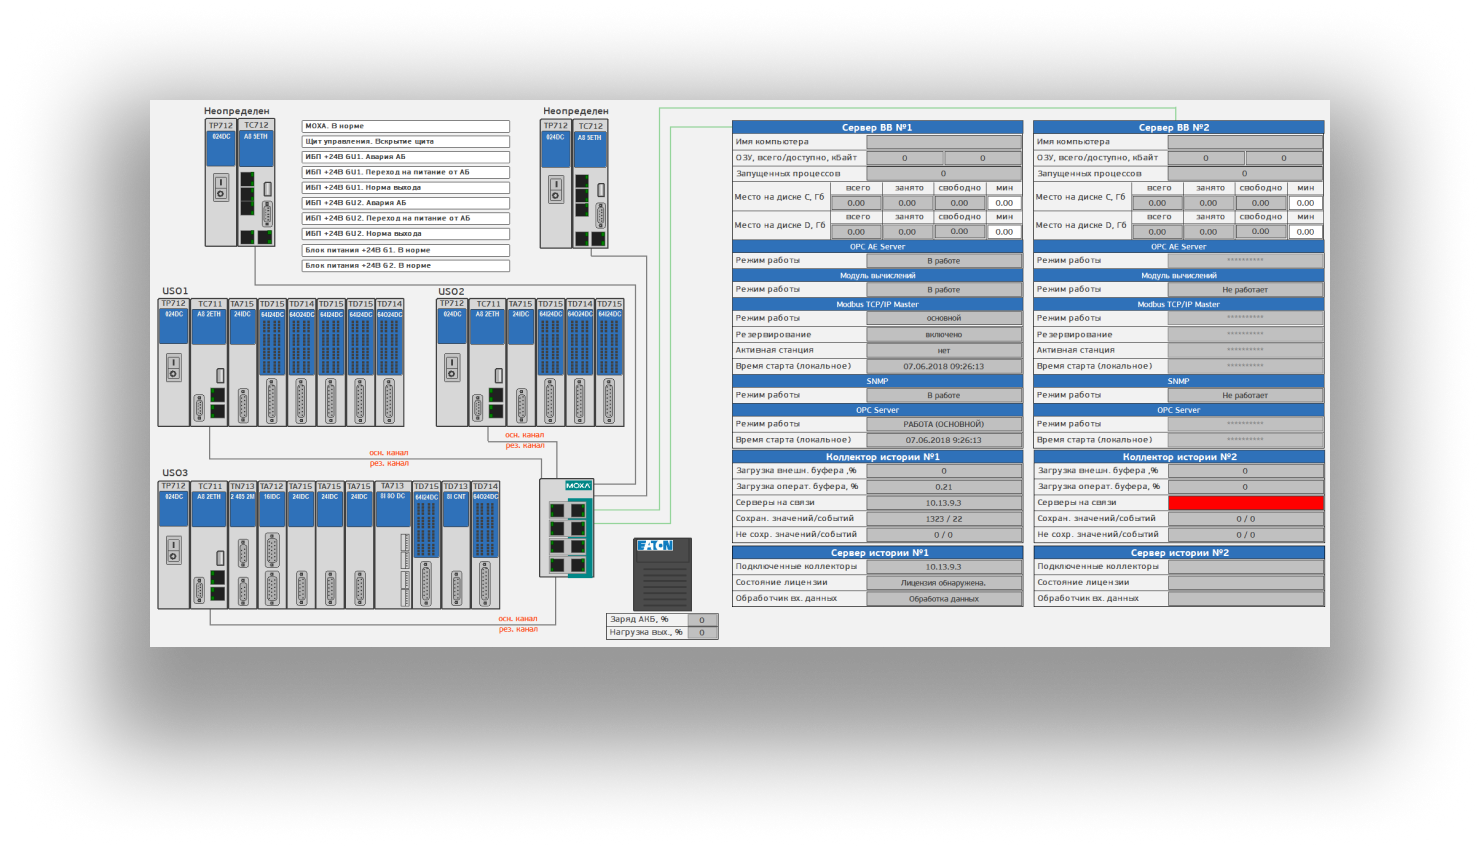 Неопределен
TP712 TC712
024DC A8 5ETH
MOXA. В норме
Щит управления. Вскрытие щита
ИБП +24В GU1. Авария АБ
ИБП +24В GU1. Переход на питание от АБ
ИБП +24В GU1. Норма выхода
ИБП +24В GU2. Авария АБ
ИБП +24В GU2. Переход на питание от АБ
ИБП +24В GU2. Норма выхода
Блок питания +24В G1. В норме
Блок питания +24В G2. В норме
Неопределен
TP712 TC712
024DC A8 5ETH
USO1
TP712 TC711 TA715 TD715 TD714 TD715 TD715 TD714
024DC A8 2ETH 24IDC 64I24DC 64O24DC 64I24DC 64I24DC 64O24DC
USO2
TP712 TC711 TA715 TD715 TD714 TD715
024DC A8 2ETH 24IDC 64I24DC 64O24DC 64I24DC
осн. канал
рез. канал
осн. канал
рез. канал
USO3
TP712 TC711 TN713 TA712 TA715 TA715 TA715 TA713 TD715 TD713 TD714
024DC A8 2ETH 2 485 2M 16IDC 24IDC 24IDC 24IDC 8I 8O DC 64I24DC 8I CNT 64O24DC
осн. канал
рез. канал
MOXA
EATON
Заряд АКБ, % 0
Нагрузка вых., % 0
Сервер ВВ №1
Имя компьютера
ОЗУ, всего/доступно, кБайт 0 0
Запущенных процессов 0
всего занято свободно мин
Место на диске C, Гб 0.00 0.00 0.00 0.00
всего занято свободно мин
Место на диске D, Гб 0.00 0.00 0.00 0.00
OPC AE Server
Режим работы В работе
Модуль вычислений
Режим работы В работе
Modbus TCP/IP Master
Режим работы основной
Резервирование включено
Активная станция нет
Время старта (локальное) 07.06.2018 09:26:13
SNMP
Режим работы В работе
OPC Server
Режим работы РАБОТА (ОСНОВНОЙ)
Время старта (локальное) 07.06.2018 9:26:13
Коллектор истории №1
Загрузка внешн. буфера ,% 0
Загрузка операт. буфера, % 0.21
Серверы на связи 10.13.9.3
Сохран. значений/событий 1323 / 22
Не сохр. значений/событий 0 / 0
Сервер истории №1
Подключенные коллекторы 10.13.9.3
Состояние лицензии Лицензия обнаружена.
Обработчик вх. данных Обработка данных
Сервер ВВ №2
Имя компьютера
ОЗУ, всего/доступно, кБайт 0 0
Запущенных процессов 0
всего занято свободно мин
Место на диске C, Гб 0.00 0.00 0.00 0.00
всего занято свободно мин
Место на диске D, Гб 0.00 0.00 0.00 0.00
OPC AE Server
Режим работы **********
Модуль вычислений
Режим работы Не работает
Modbus TCP/IP Master
Режим работы **********
Резервирование **********
Активная станция **********
Время старта (локальное) **********
SNMP
Режим работы Не работает
OPC Server
Режим работы **********
Время старта (локальное) **********
Коллектор истории №2
Загрузка внешн. буфера ,% 0
Загрузка операт. буфера, % 0
Серверы на связи
Сохран. значений/событий 0 / 0
Не сохр. значений/событий 0 / 0
Сервер истории №2
Подключенные коллекторы
Состояние лицензии
Обработчик вх. данных